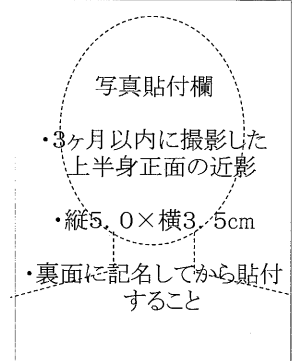 写真貼付欄
・3ヶ月以内に撮影した
上半身正面の近影
・縦5.0×横3.5cm
・裏面に記名してから貼付
すること